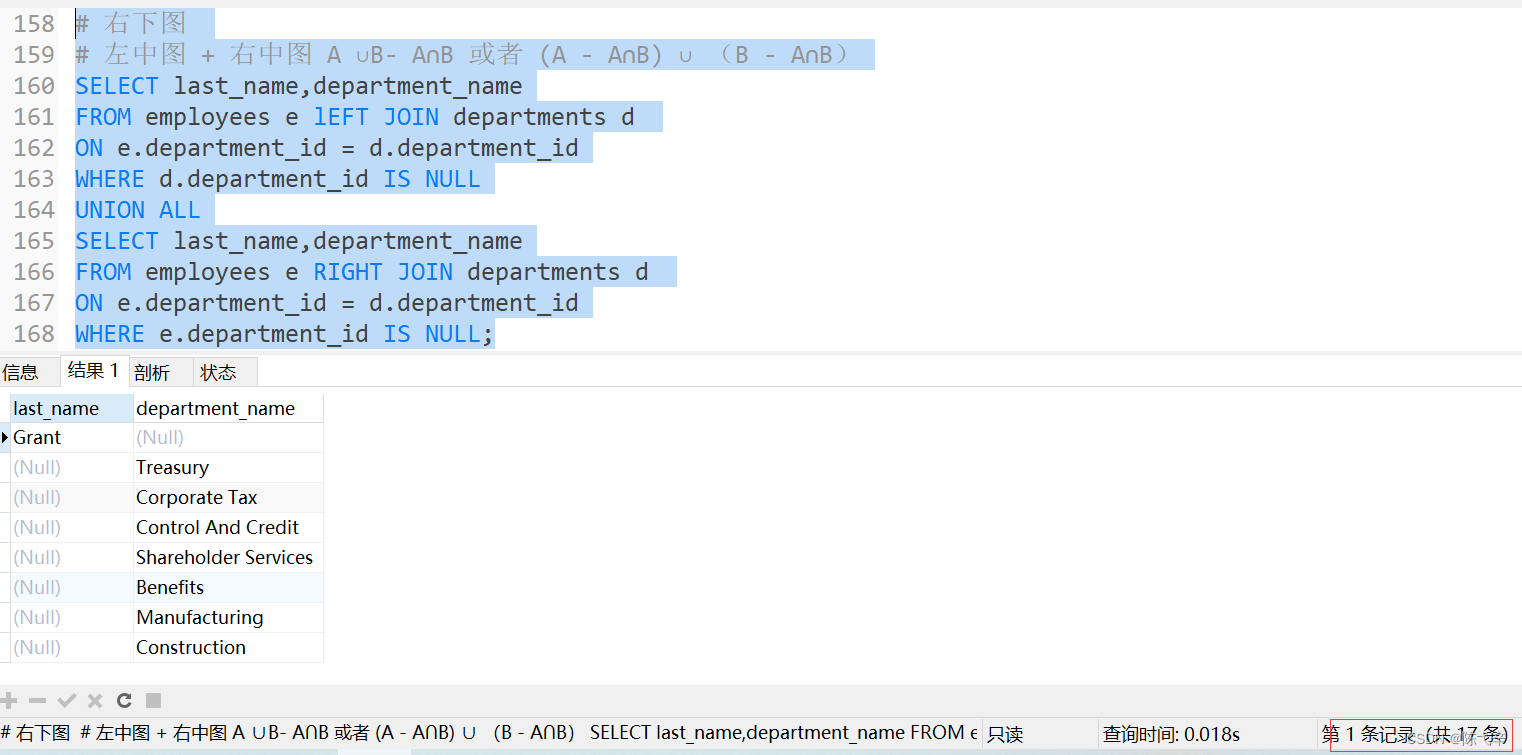 158 # 右下图
159 # 左中图 + 右中图 A ∪B- A∩B 或者 (A - A∩B) ∪ （B - A∩B）
160 SELECT last_name,department_name
161 FROM employees e lEFT JOIN departments d
162 ON e.department_id = d.department_id
163 WHERE d.department_id IS NULL
164 UNION ALL
165 SELECT last_name,department_name
166 FROM employees e RIGHT JOIN departments d
167 ON e.department_id = d.department_id
168 WHERE e.department_id IS NULL;
信息 结果 1 剖析 状态
last_name department_name
Grant (Null)
(Null) Treasury
(Null) Corporate Tax
(Null) Control And Credit
(Null) Shareholder Services
(Null) Benefits
(Null) Manufacturing
(Null) Construction
# 右下图 # 左中图 + 右中图 A ∪B- A∩B 或者 (A - A∩B) ∪ （B - A∩B） SELECT last_name,department_name FROM e 只读 查询时间: 0.018s 第 1 条记录 (共 17 条)